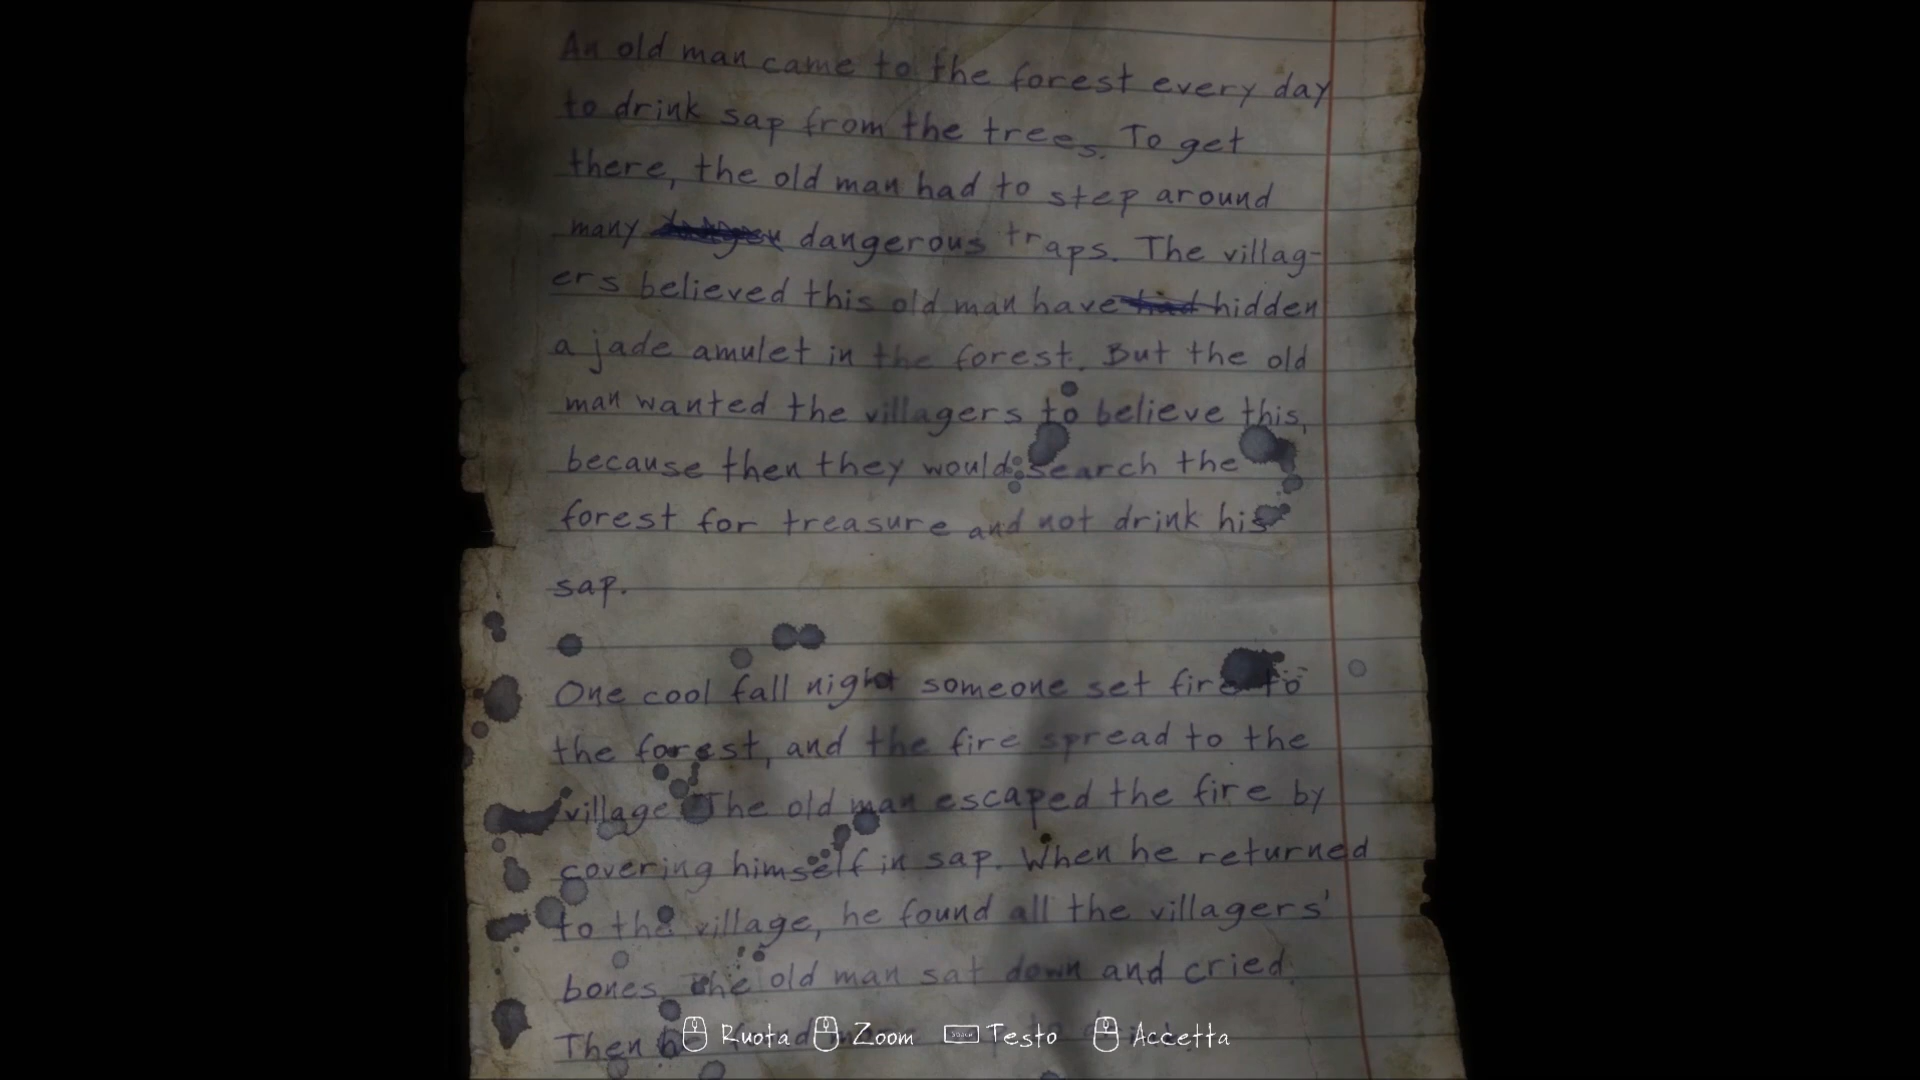 An old man came to the forest every day
to drink sap from the trees. To get
there, the old man had to step around
many dangerous traps. The villag-
ers believed this old man have hidden
a jade amulet in the forest. But the old
man wanted the villagers to believe this,
because then they would search the
forest for treasure and not drink his
sap.
One cool fall night someone set fire to
the forest, and the fire spread to the
village. The old man escaped the fire by
covering himself in sap. When he returned
to the village, he found all the villagers'
bones. The old man sat down and cried.
Then
Ruota Zoom Testo Accetta